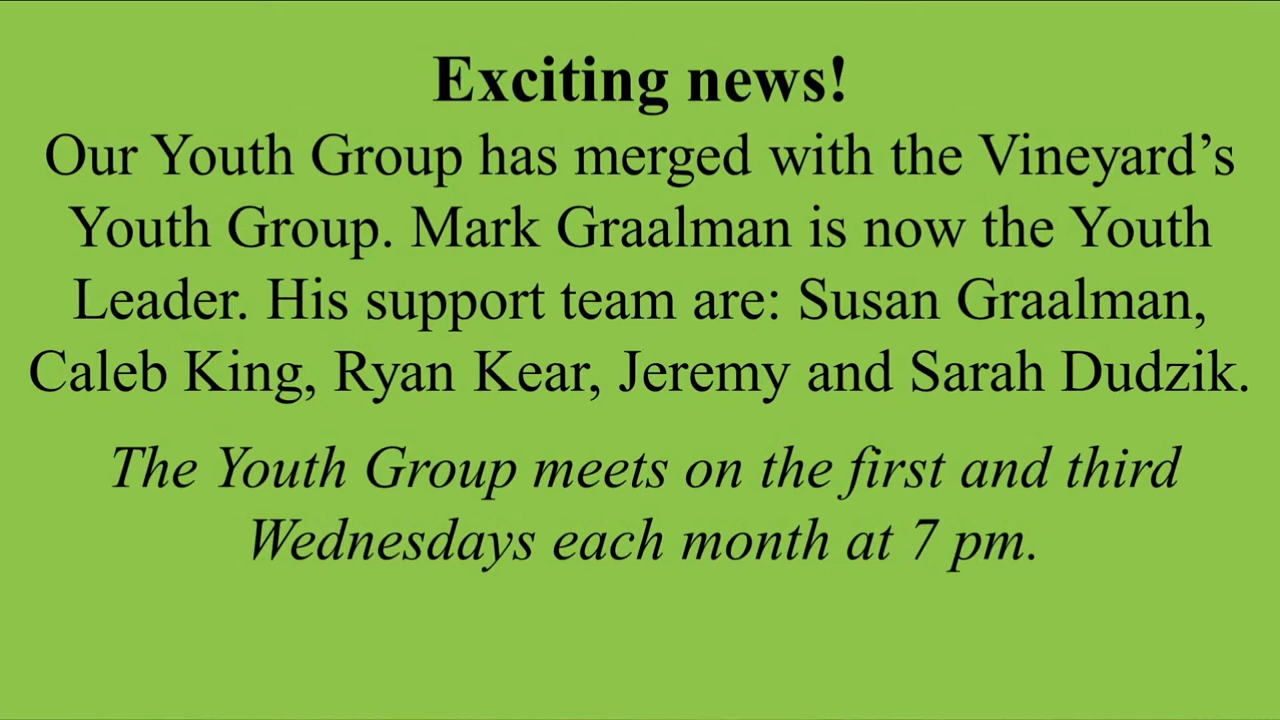 Exciting news!
Our Youth Group has merged with the Vineyard’s
Youth Group. Mark Graalman is now the Youth
Leader. His support team are: Susan Graalman,
Caleb King, Ryan Kear, Jeremy and Sarah Dudzik.
The Youth Group meets on the first and third
Wednesdays each month at 7 pm.